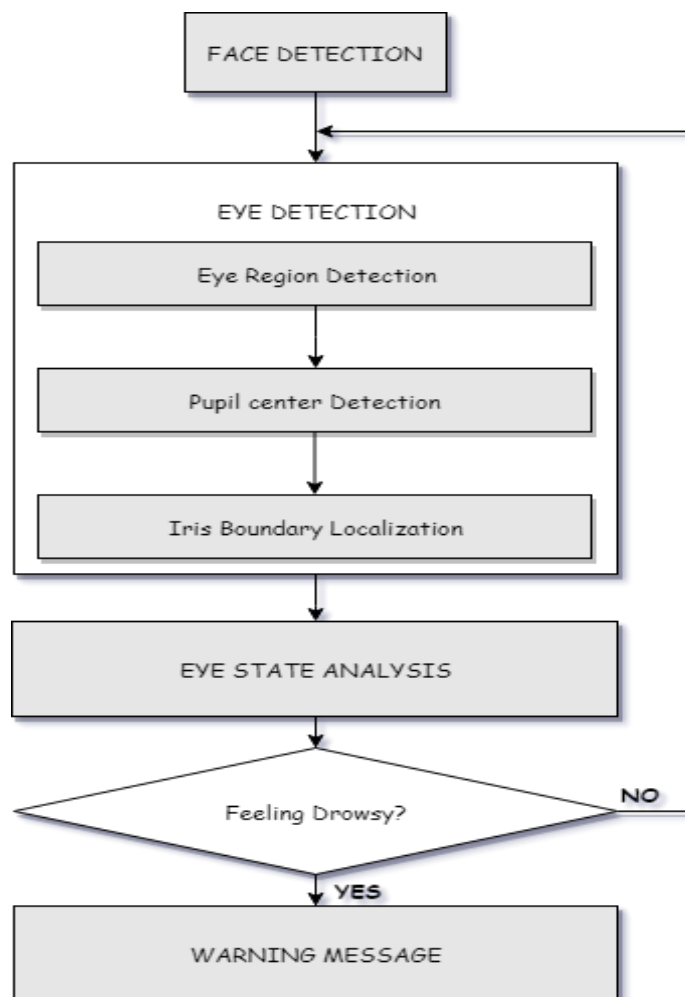 FACE DETECTION
EYE DETECTION
Eye Region Detection
Pupil center Detection
Iris Boundary Localization
EYE STATE ANALYSIS
Feeling Drowsy?
NO
YES
WARNING MESSAGE